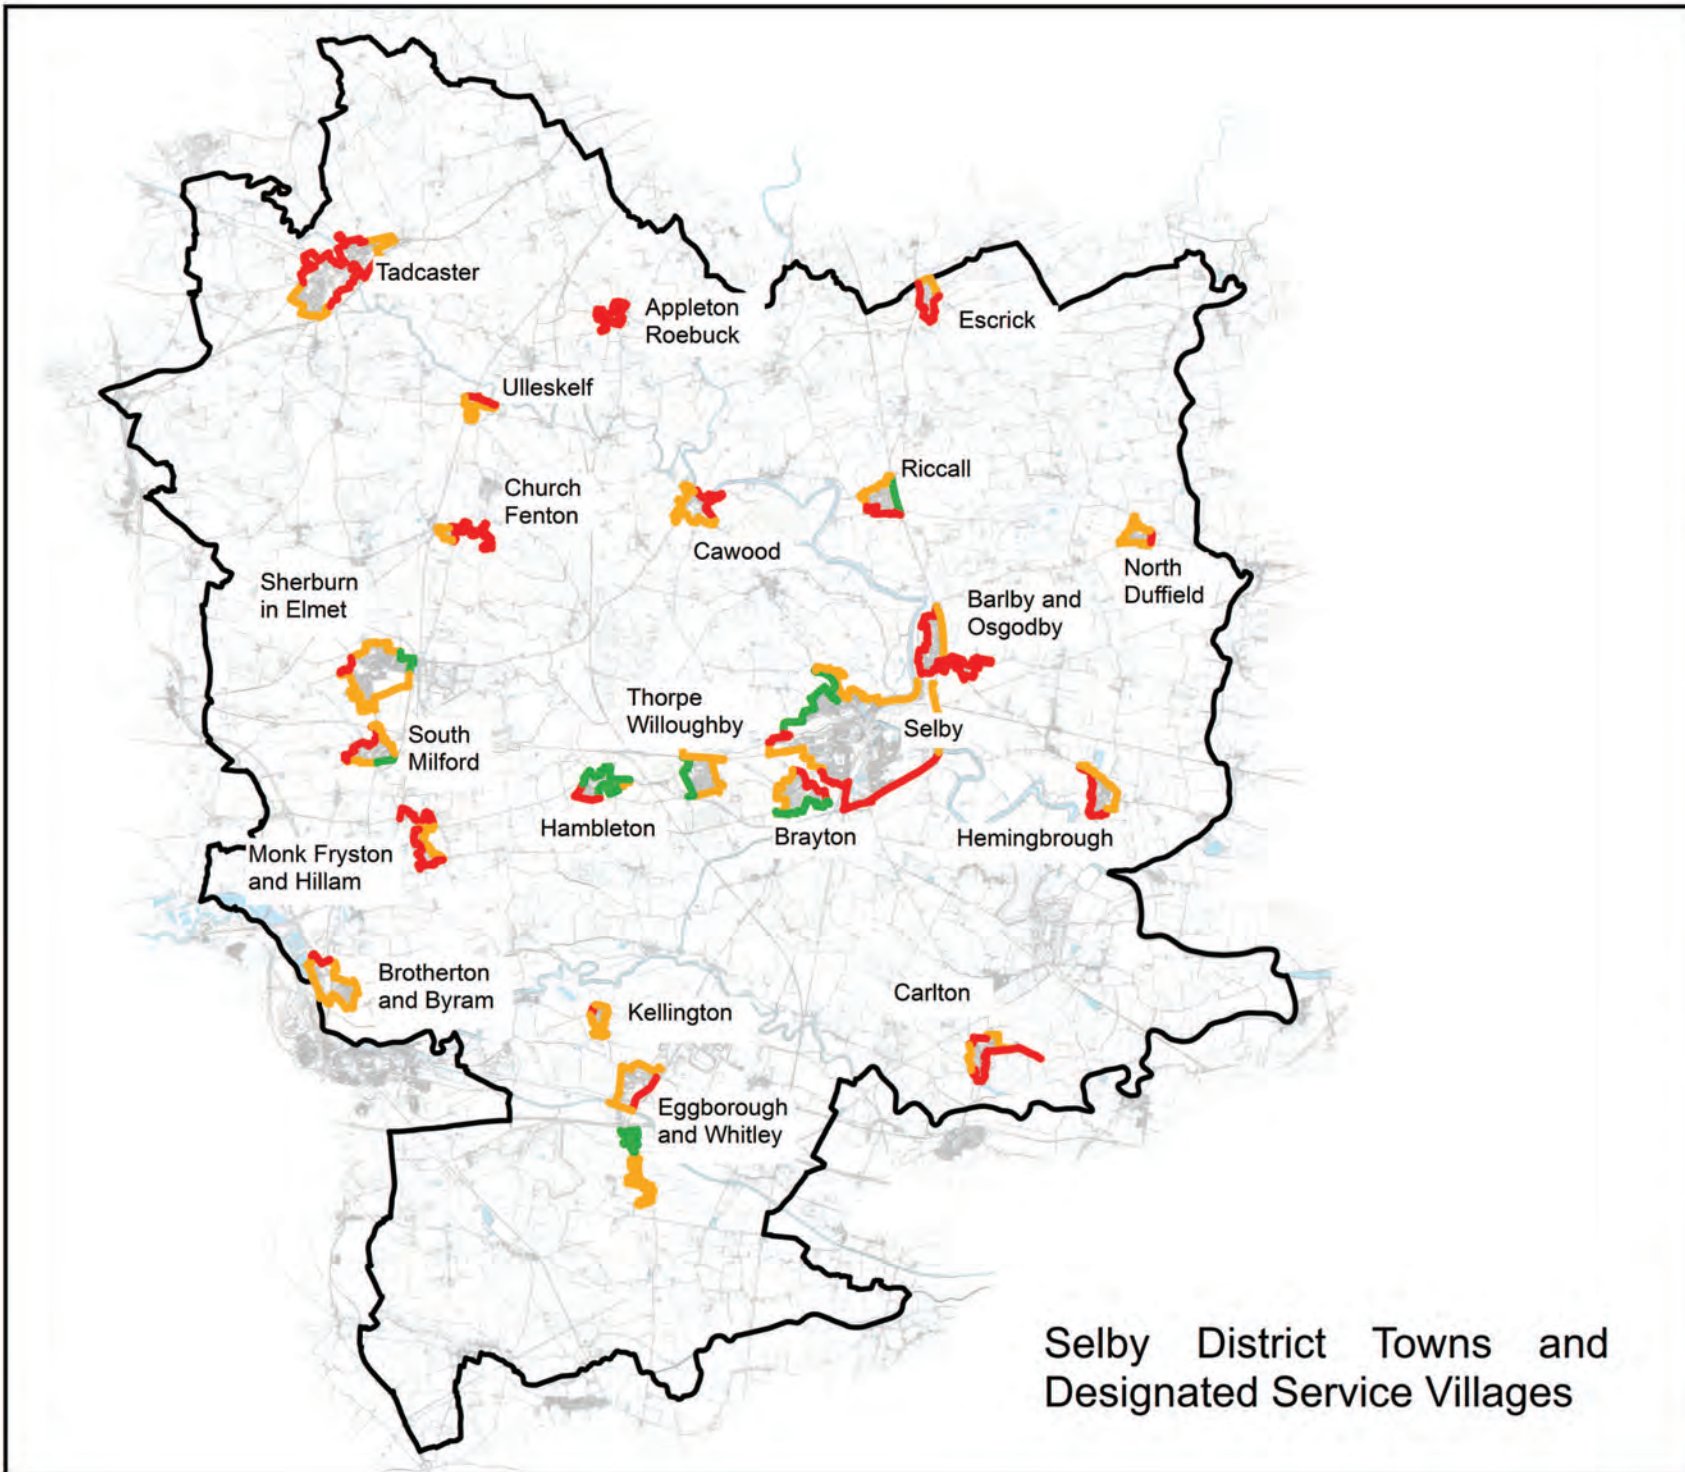 Tadcaster
Appleton
Roebuck
Escrick
Ulleskelf
Riccall
Church
Fenton
Cawood
North
Duffield
Sherburn
in Elmet
Barlby and
Osgodby
Thorpe
Willoughby
Selby
South
Milford
Hambleton
Brayton
Hemingbrough
Monk Fryston
and Hillam
Brotherton
and Byram
Carlton
Kellington
Eggborough
and Whitley
Selby District Towns and
Designated Service Villages